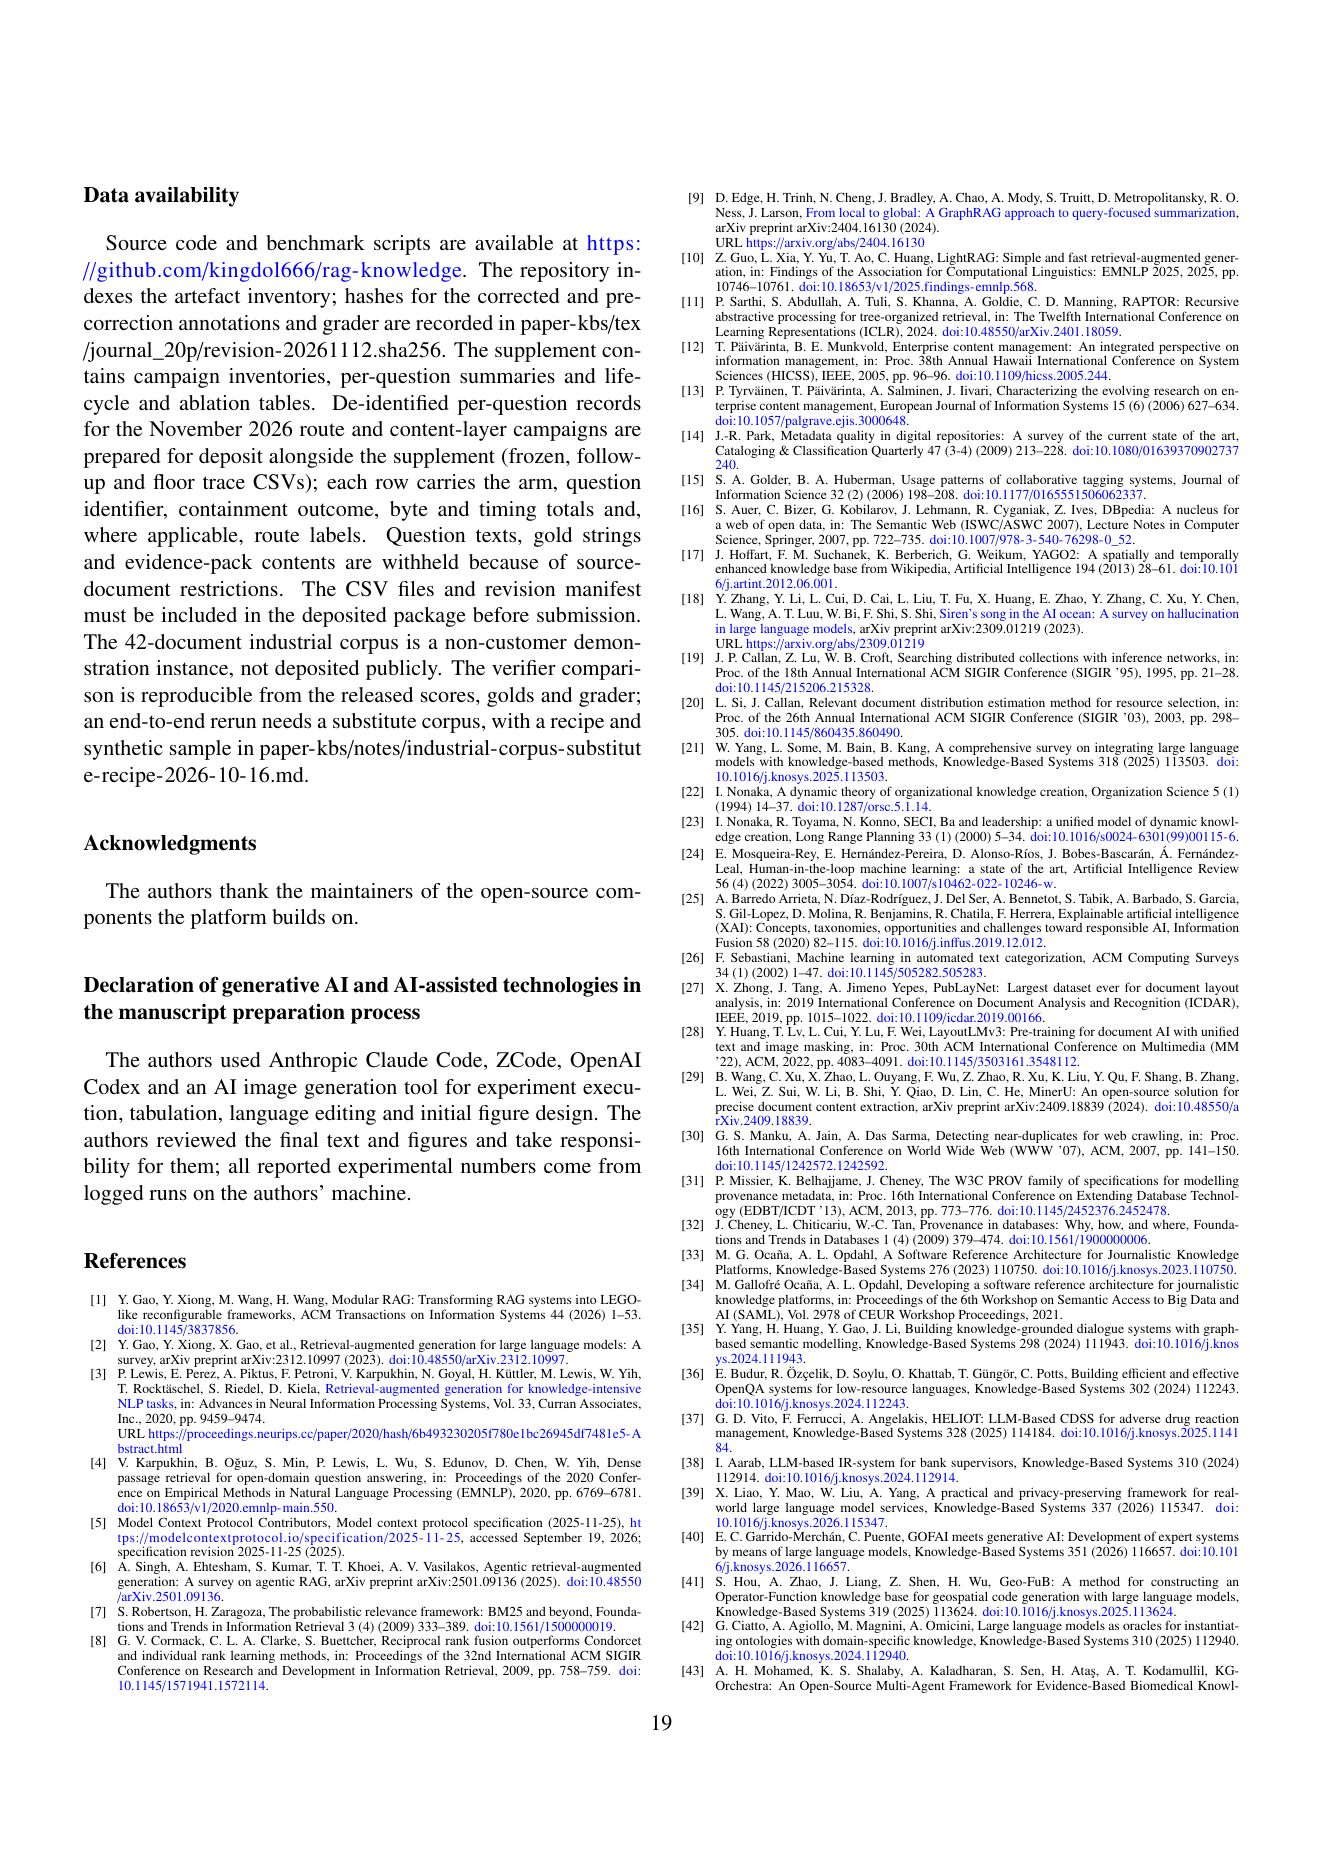 Data availability
Source code and benchmark scripts are available at https:
//github.com/kingdol666/rag-knowledge. The repository in-
dexes the artefact inventory; hashes for the corrected and pre-
correction annotations and grader are recorded in paper-kbs/tex
/journal_20p/revision-20261112.sha256. The supplement con-
tains campaign inventories, per-question summaries and life-
cycle and ablation tables. De-identified per-question records
for the November 2026 route and content-layer campaigns are
prepared for deposit alongside the supplement (frozen, follow-
up and floor trace CSVs); each row carries the arm, question
identifier, containment outcome, byte and timing totals and,
where applicable, route labels. Question texts, gold strings
and evidence-pack contents are withheld because of source-
document restrictions. The CSV files and revision manifest
must be included in the deposited package before submission.
The 42-document industrial corpus is a non-customer demon-
stration instance, not deposited publicly. The verifier compari-
son is reproducible from the released scores, golds and grader;
an end-to-end rerun needs a substitute corpus, with a recipe and
synthetic sample in paper-kbs/notes/industrial-corpus-substitut
e-recipe-2026-10-16.md.
Acknowledgments
The authors thank the maintainers of the open-source com-
ponents the platform builds on.
Declaration of generative AI and AI-assisted technologies in
the manuscript preparation process
The authors used Anthropic Claude Code, ZCode, OpenAI
Codex and an AI image generation tool for experiment execu-
tion, tabulation, language editing and initial figure design. The
authors reviewed the final text and figures and take responsi-
bility for them; all reported experimental numbers come from
logged runs on the authors' machine.
References
[1] Y. Gao, Y. Xiong, M. Wang, H. Wang, Modular RAG: Transforming RAG systems into LEGO-
like reconfigurable frameworks, ACM Transactions on Information Systems 44 (2026) 1–53.
doi:10.1145/3837856.
[2] Y. Gao, Y. Xiong, X. Gao, et al., Retrieval-augmented generation for large language models: A
survey, arXiv preprint arXiv:2312.10997 (2023). doi:10.48550/arXiv.2312.10997.
[3] P. Lewis, E. Perez, A. Piktus, F. Petroni, V. Karpukhin, N. Goyal, H. Küttler, M. Lewis, W. Yih,
T. Rocktäschel, S. Riedel, D. Kiela, Retrieval-augmented generation for knowledge-intensive
NLP tasks, in: Advances in Neural Information Processing Systems, Vol. 33, Curran Associates,
Inc., 2020, pp. 9459–9474.
URL https://proceedings.neurips.cc/paper/2020/hash/6b493230205f780e1bc26945df7481e5-A
bstract.html
[4] V. Karpukhin, B. Oğuz, S. Min, P. Lewis, L. Wu, S. Edunov, D. Chen, W. Yih, Dense
passage retrieval for open-domain question answering, in: Proceedings of the 2020 Confer-
ence on Empirical Methods in Natural Language Processing (EMNLP), 2020, pp. 6769–6781.
doi:10.18653/v1/2020.emnlp-main.550.
[5] Model Context Protocol Contributors, Model context protocol specification (2025-11-25), ht
tps://modelcontextprotocol.io/specification/2025-11-25, accessed September 19, 2026;
specification revision 2025-11-25 (2025).
[6] A. Singh, A. Ehtesham, S. Kumar, T. T. Khoei, A. V. Vasilakos, Agentic retrieval-augmented
generation: A survey on agentic RAG, arXiv preprint arXiv:2501.09136 (2025). doi:10.48550
/arXiv.2501.09136.
[7] S. Robertson, H. Zaragoza, The probabilistic relevance framework: BM25 and beyond, Founda-
tions and Trends in Information Retrieval 3 (4) (2009) 333–389. doi:10.1561/1500000019.
[8] G. V. Cormack, C. L. A. Clarke, S. Buettcher, Reciprocal rank fusion outperforms Condorcet
and individual rank learning methods, in: Proceedings of the 32nd International ACM SIGIR
Conference on Research and Development in Information Retrieval, 2009, pp. 758–759. doi:
10.1145/1571941.1572114.
[9] D. Edge, H. Trinh, N. Cheng, J. Bradley, A. Chao, A. Mody, S. Truitt, D. Metropolitansky, R. O.
Ness, J. Larson, From local to global: A GraphRAG approach to query-focused summarization,
arXiv preprint arXiv:2404.16130 (2024).
URL https://arxiv.org/abs/2404.16130
[10] Z. Guo, L. Xia, Y. Yu, T. Ao, C. Huang, LightRAG: Simple and fast retrieval-augmented gener-
ation, in: Findings of the Association for Computational Linguistics: EMNLP 2025, 2025, pp.
10746–10761. doi:10.18653/v1/2025.findings-emnlp.568.
[11] P. Sarthi, S. Abdullah, A. Tuli, S. Khanna, A. Goldie, C. D. Manning, RAPTOR: Recursive
abstractive processing for tree-organized retrieval, in: The Twelfth International Conference on
Learning Representations (ICLR), 2024. doi:10.48550/arXiv.2401.18059.
[12] T. Päivärinta, B. E. Munkvold, Enterprise content management: An integrated perspective on
information management, in: Proc. 38th Annual Hawaii International Conference on System
Sciences (HICSS), IEEE, 2005, pp. 96–96. doi:10.1109/hicss.2005.244.
[13] P. Tyrväinen, T. Päivärinta, A. Salminen, J. Iivari, Characterizing the evolving research on en-
terprise content management, European Journal of Information Systems 15 (6) (2006) 627–634.
doi:10.1057/palgrave.ejis.3000648.
[14] J.-R. Park, Metadata quality in digital repositories: A survey of the current state of the art,
Cataloging & Classification Quarterly 47 (3-4) (2009) 213–228. doi:10.1080/01639370902737
240.
[15] S. A. Golder, B. A. Huberman, Usage patterns of collaborative tagging systems, Journal of
Information Science 32 (2) (2006) 198–208. doi:10.1177/0165551506062337.
[16] S. Auer, C. Bizer, G. Kobilarov, J. Lehmann, R. Cyganiak, Z. Ives, DBpedia: A nucleus for
a web of open data, in: The Semantic Web (ISWC/ASWC 2007), Lecture Notes in Computer
Science, Springer, 2007, pp. 722–735. doi:10.1007/978-3-540-76298-0_52.
[17] J. Hoffart, F. M. Suchanek, K. Berberich, G. Weikum, YAGO2: A spatially and temporally
enhanced knowledge base from Wikipedia, Artificial Intelligence 194 (2013) 28–61. doi:10.101
6/j.artint.2012.06.001.
[18] Y. Zhang, Y. Li, L. Cui, D. Cai, L. Liu, T. Fu, X. Huang, E. Zhao, Y. Zhang, C. Xu, Y. Chen,
L. Wang, A. T. Luu, W. Bi, F. Shi, S. Shi, Siren's song in the AI ocean: A survey on hallucination
in large language models, arXiv preprint arXiv:2309.01219 (2023).
URL https://arxiv.org/abs/2309.01219
[19] J. P. Callan, Z. Lu, W. B. Croft, Searching distributed collections with inference networks, in:
Proc. of the 18th Annual International ACM SIGIR Conference (SIGIR '95), 1995, pp. 21–28.
doi:10.1145/215206.215328.
[20] L. Si, J. Callan, Relevant document distribution estimation method for resource selection, in:
Proc. of the 26th Annual International ACM SIGIR Conference (SIGIR '03), 2003, pp. 298–
305. doi:10.1145/860435.860490.
[21] W. Yang, L. Some, M. Bain, B. Kang, A comprehensive survey on integrating large language
models with knowledge-based methods, Knowledge-Based Systems 318 (2025) 113503. doi:
10.1016/j.knosys.2025.113503.
[22] I. Nonaka, A dynamic theory of organizational knowledge creation, Organization Science 5 (1)
(1994) 14–37. doi:10.1287/orsc.5.1.14.
[23] I. Nonaka, R. Toyama, N. Konno, SECI, Ba and leadership: a unified model of dynamic knowl-
edge creation, Long Range Planning 33 (1) (2000) 5–34. doi:10.1016/s0024-6301(99)00115-6.
[24] E. Mosqueira-Rey, E. Hernández-Pereira, D. Alonso-Ríos, J. Bobes-Bascarán, Á. Fernández-
Leal, Human-in-the-loop machine learning: a state of the art, Artificial Intelligence Review
56 (4) (2022) 3005–3054. doi:10.1007/s10462-022-10246-w.
[25] A. Barredo Arrieta, N. Díaz-Rodríguez, J. Del Ser, A. Bennetot, S. Tabik, A. Barbado, S. Garcia,
S. Gil-Lopez, D. Molina, R. Benjamins, R. Chatila, F. Herrera, Explainable artificial intelligence
(XAI): Concepts, taxonomies, opportunities and challenges toward responsible AI, Information
Fusion 58 (2020) 82–115. doi:10.1016/j.inffus.2019.12.012.
[26] F. Sebastiani, Machine learning in automated text categorization, ACM Computing Surveys
34 (1) (2002) 1–47. doi:10.1145/505282.505283.
[27] X. Zhong, J. Tang, A. Jimeno Yepes, PubLayNet: Largest dataset ever for document layout
analysis, in: 2019 International Conference on Document Analysis and Recognition (ICDAR),
IEEE, 2019, pp. 1015–1022. doi:10.1109/icdar.2019.00166.
[28] Y. Huang, T. Lv, L. Cui, Y. Lu, F. Wei, LayoutLMv3: Pre-training for document AI with unified
text and image masking, in: Proc. 30th ACM International Conference on Multimedia (MM
'22), ACM, 2022, pp. 4083–4091. doi:10.1145/3503161.3548112.
[29] B. Wang, C. Xu, X. Zhao, L. Ouyang, F. Wu, Z. Zhao, R. Xu, K. Liu, Y. Qu, F. Shang, B. Zhang,
L. Wei, Z. Sui, W. Li, B. Shi, Y. Qiao, D. Lin, C. He, MinerU: An open-source solution for
precise document content extraction, arXiv preprint arXiv:2409.18839 (2024). doi:10.48550/a
rXiv.2409.18839.
[30] G. S. Manku, A. Jain, A. Das Sarma, Detecting near-duplicates for web crawling, in: Proc.
16th International Conference on World Wide Web (WWW '07), ACM, 2007, pp. 141–150.
doi:10.1145/1242572.1242592.
[31] P. Missier, K. Belhajjame, J. Cheney, The W3C PROV family of specifications for modelling
provenance metadata, in: Proc. 16th International Conference on Extending Database Technol-
ogy (EDBT/ICDT '13), ACM, 2013, pp. 773–776. doi:10.1145/2452376.2452478.
[32] J. Cheney, L. Chiticariu, W.-C. Tan, Provenance in databases: Why, how, and where, Founda-
tions and Trends in Databases 1 (4) (2009) 379–474. doi:10.1561/1900000006.
[33] M. G. Ocaña, A. L. Opdahl, A Software Reference Architecture for Journalistic Knowledge
Platforms, Knowledge-Based Systems 276 (2023) 110750. doi:10.1016/j.knosys.2023.110750.
[34] M. Gallofré Ocaña, A. L. Opdahl, Developing a software reference architecture for journalistic
knowledge platforms, in: Proceedings of the 6th Workshop on Semantic Access to Big Data and
AI (SAML), Vol. 2978 of CEUR Workshop Proceedings, 2021.
[35] Y. Yang, H. Huang, Y. Gao, J. Li, Building knowledge-grounded dialogue systems with graph-
based semantic modelling, Knowledge-Based Systems 298 (2024) 111943. doi:10.1016/j.knos
ys.2024.111943.
[36] E. Budur, R. Özçelik, D. Soylu, O. Khattab, T. Güngör, C. Potts, Building efficient and effective
OpenQA systems for low-resource languages, Knowledge-Based Systems 302 (2024) 112243.
doi:10.1016/j.knosys.2024.112243.
[37] G. D. Vito, F. Ferrucci, A. Angelakis, HELIOT: LLM-Based CDSS for adverse drug reaction
management, Knowledge-Based Systems 328 (2025) 114184. doi:10.1016/j.knosys.2025.1141
84.
[38] I. Aarab, LLM-based IR-system for bank supervisors, Knowledge-Based Systems 310 (2024)
112914. doi:10.1016/j.knosys.2024.112914.
[39] X. Liao, Y. Mao, W. Liu, A. Yang, A practical and privacy-preserving framework for real-
world large language model services, Knowledge-Based Systems 337 (2026) 115347. doi:
10.1016/j.knosys.2026.115347.
[40] E. C. Garrido-Merchán, C. Puente, GOFAI meets generative AI: Development of expert systems
by means of large language models, Knowledge-Based Systems 351 (2026) 116657. doi:10.101
6/j.knosys.2026.116657.
[41] S. Hou, A. Zhao, J. Liang, Z. Shen, H. Wu, Geo-FuB: A method for constructing an
Operator-Function knowledge base for geospatial code generation with large language models,
Knowledge-Based Systems 319 (2025) 113624. doi:10.1016/j.knosys.2025.113624.
[42] G. Ciatto, A. Agiollo, M. Magnini, A. Omicini, Large language models as oracles for instantiat-
ing ontologies with domain-specific knowledge, Knowledge-Based Systems 310 (2025) 112940.
doi:10.1016/j.knosys.2024.112940.
[43] A. H. Mohamed, K. S. Shalaby, A. Kaladharan, S. Sen, H. Ataş, A. T. Kodamullil, KG-
Orchestra: An Open-Source Multi-Agent Framework for Evidence-Based Biomedical Knowl-
19